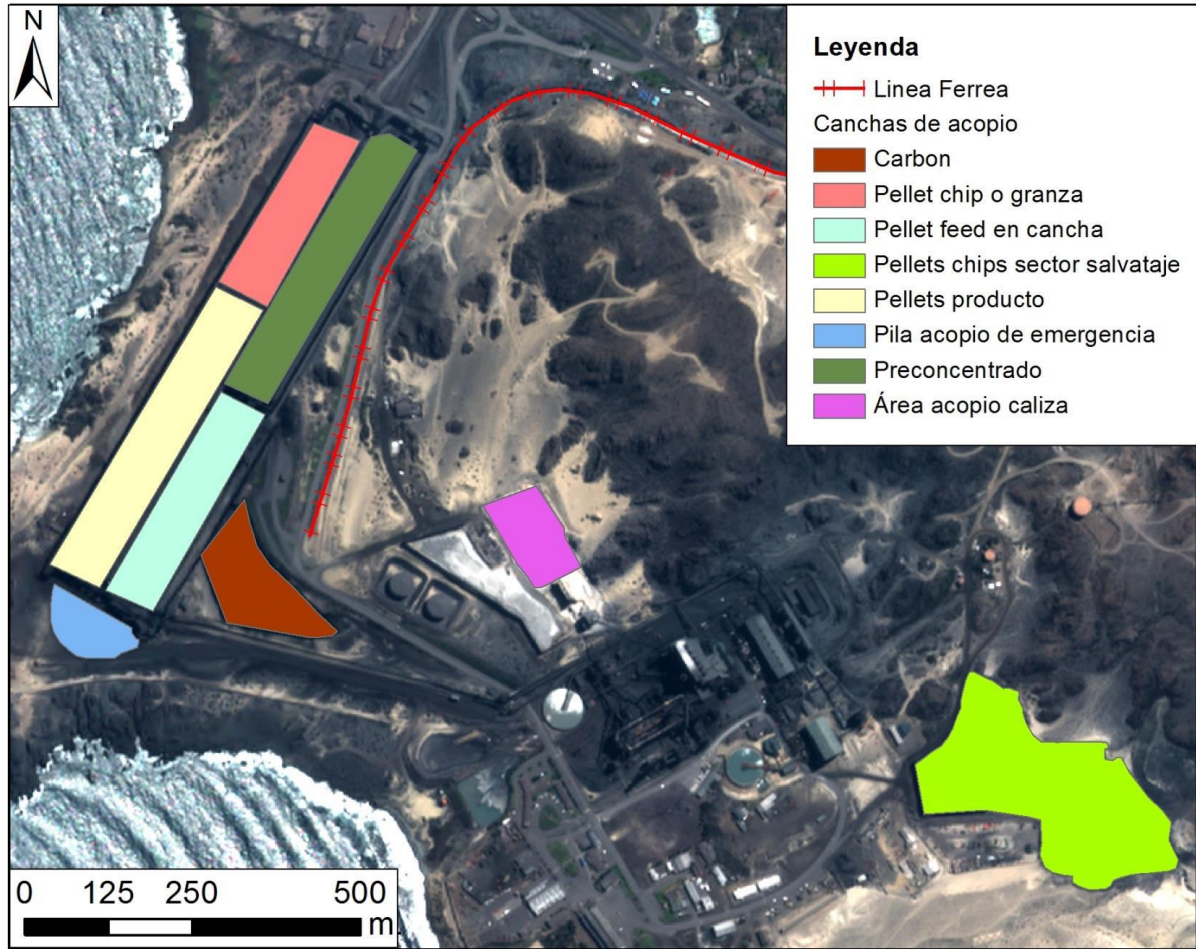 N
Leyenda
Linea Ferrea
Canchas de acopio
Carbon
Pellet chip o granza
Pellet feed en cancha
Pellets chips sector salvataje
Pellets producto
Pila acopio de emergencia
Preconcentrado
Área acopio caliza
0 125 250 500
m